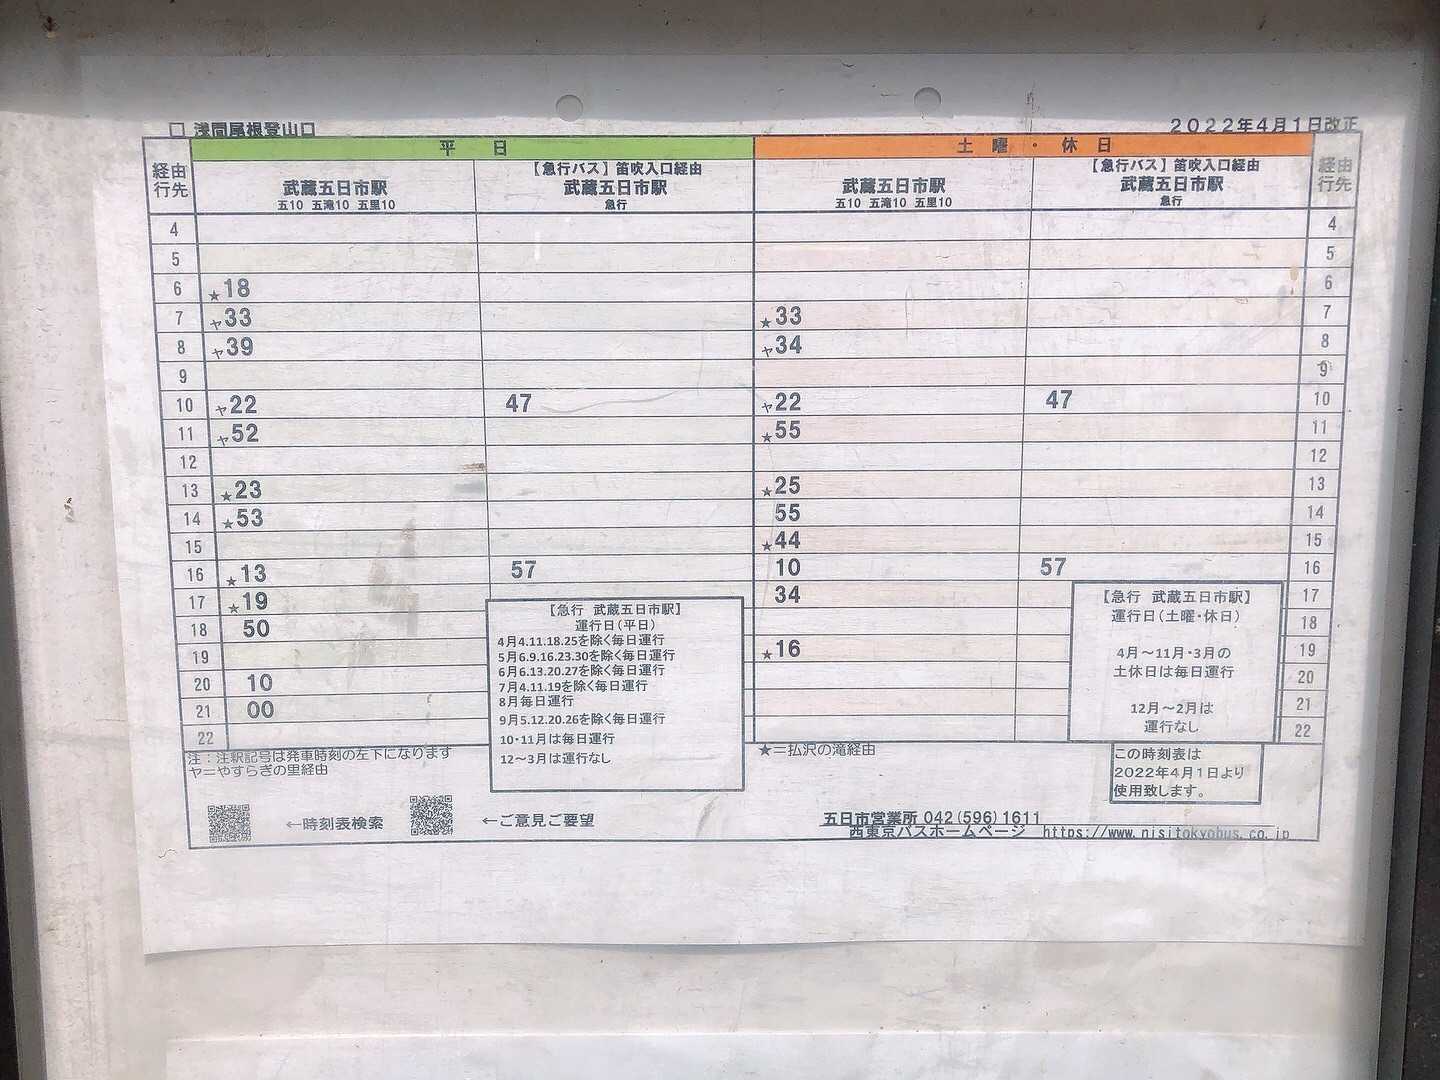 □ 浅間尾根登山口
2022年4月1日改正
経由 行先
平 日
土 曜 ・ 休 日
経由 行先
武蔵五日市駅
五10 五滝10 五里10
【急行バス】笛吹入口経由
武蔵五日市駅
急行
武蔵五日市駅
五10 五滝10 五里10
【急行バス】笛吹入口経由
武蔵五日市駅
急行
4 4
5 5
6 ★18 6
7 ヤ33 ★33 7
8 ヤ39 ヤ34 8
9 9
10 ヤ22 47 ヤ22 47 10
11 ヤ52 ★55 11
12 12
13 ★23 ★25 13
14 ★53 55 14
15 ★44 15
16 ★13 57 10 57 16
17 ★19 34 17
18 50 18
19 ★16 19
20 10 20
21 00 21
22 22
【急行 武蔵五日市駅】
運行日(平日)
4月4.11.18.25を除く毎日運行
5月6.9.16.23.30を除く毎日運行
6月6.13.20.27を除く毎日運行
7月4.11.19を除く毎日運行
8月毎日運行
9月5.12.20.26を除く毎日運行
10・11月は毎日運行
12～3月は運行なし
【急行 武蔵五日市駅】
運行日(土曜・休日)
4月～11月・3月の
土休日は毎日運行
12月～2月は
運行なし
注：注釈記号は発車時刻の左下になります
ヤ=やすらぎの里経由
★=払沢の滝経由
この時刻表は
2022年4月1日より
使用致します。
←時刻表検索
←ご意見ご要望
五日市営業所 042(596)1611
西東京バスホームページ https://www.nisitokyobus.co.jp